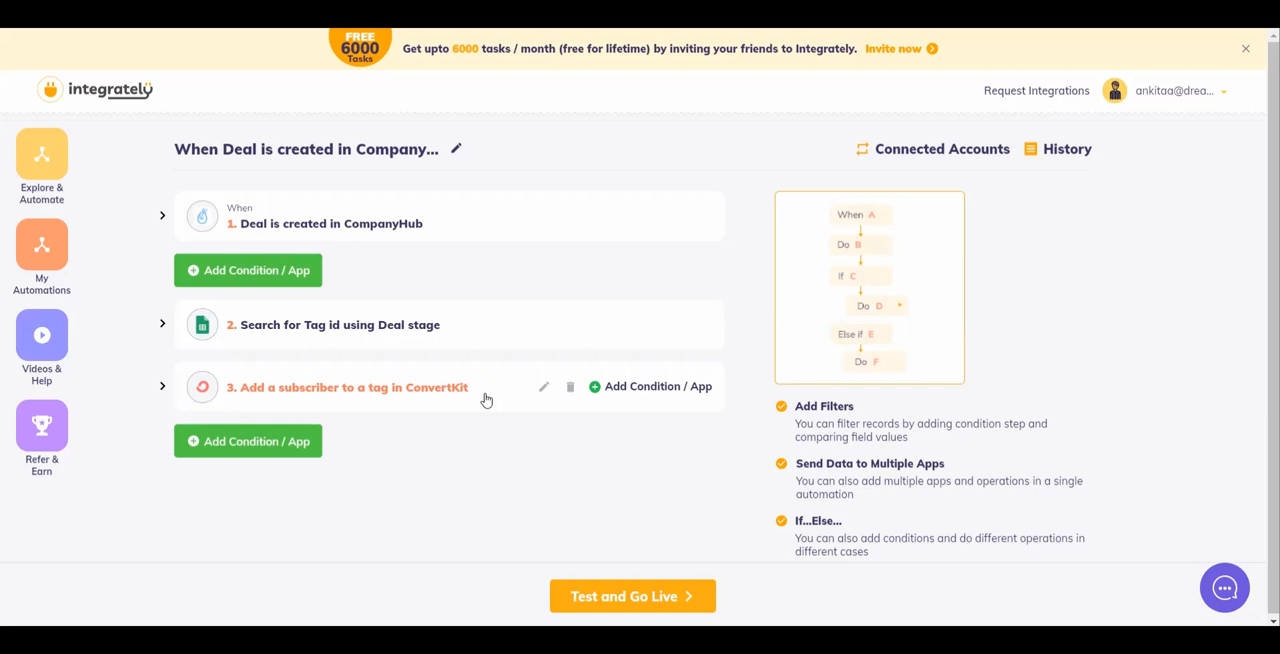 FREE
6000
Tasks
Get upto 6000 tasks / month (free for lifetime) by inviting your friends to Integrately. Invite now
integrately
Request Integrations
ankitaa@drea...
Explore &
Automate
My
Automations
Videos &
Help
Refer &
Earn
When Deal is created in Company...
Connected Accounts
History
When
1. Deal is created in CompanyHub
Add Condition / App
2. Search for Tag id using Deal stage
3. Add a subscriber to a tag in ConvertKit
Add Condition / App
Add Condition / App
When A
Do B
If C
Do D
Else if E
Do F
Add Filters
You can filter records by adding condition step and
comparing field values
Send Data to Multiple Apps
You can also add multiple apps and operations in a single
automation
If...Else...
You can also add conditions and do different operations in
different cases
Test and Go Live